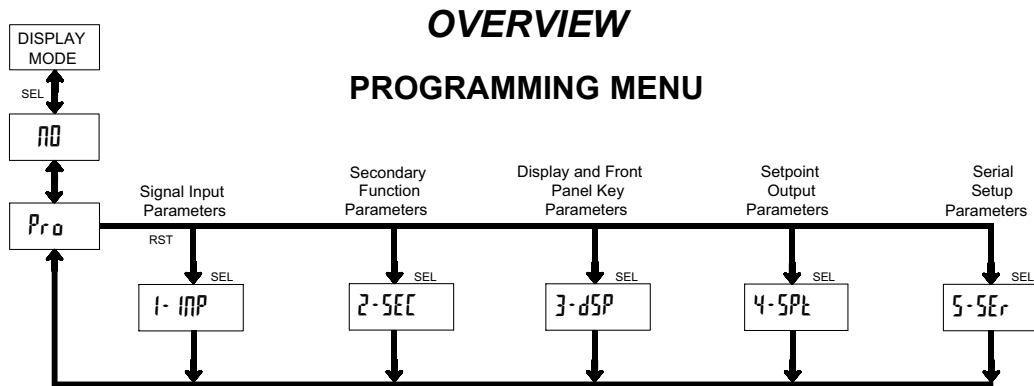 OVERVIEW
PROGRAMMING MENU
DISPLAY
MODE
SEL
NO
Pro
RST
Signal Input
Parameters
SEL
1-INP
Secondary
Function
Parameters
SEL
2-SEC
Display and Front
Panel Key
Parameters
SEL
3-dSP
Setpoint
Output
Parameters
SEL
4-SPt
Serial
Setup
Parameters
SEL
5-SEr